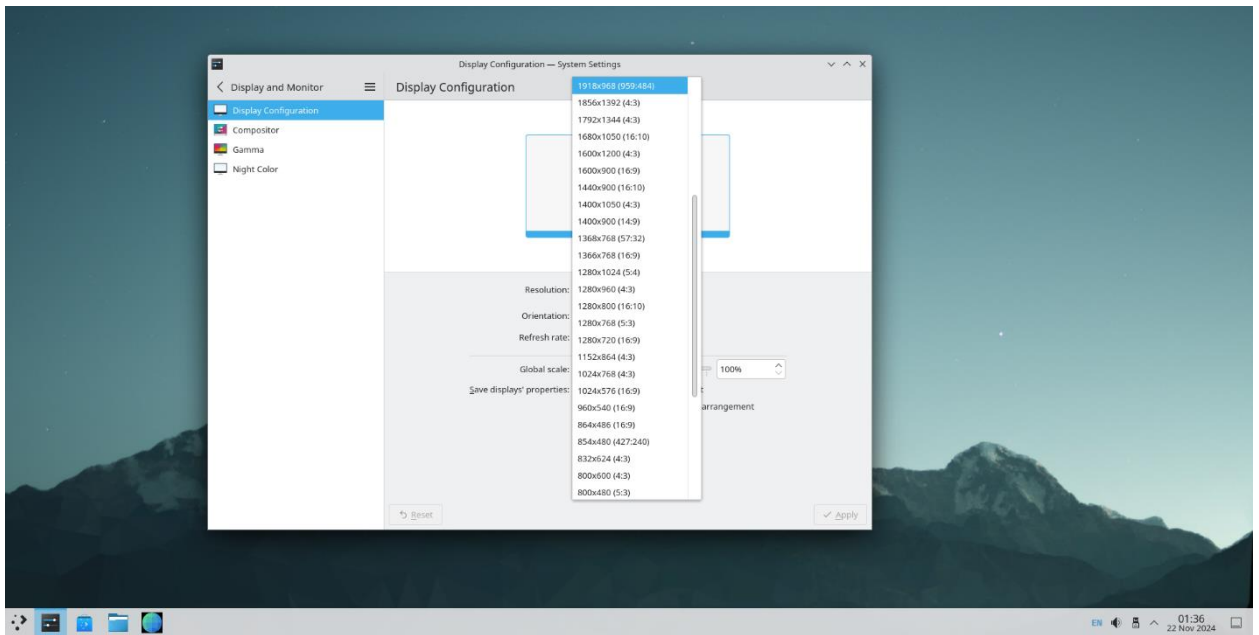 Display Configuration — System Settings
Display and Monitor
Display Configuration
Display Configuration
Compositor
Gamma
Night Color
1918x968 (959:484)
1856x1392 (4:3)
1792x1344 (4:3)
1680x1050 (16:10)
1600x1200 (4:3)
1600x900 (16:9)
1440x900 (16:10)
1400x1050 (4:3)
1400x900 (14:9)
1368x768 (57:32)
1366x768 (16:9)
1280x1024 (5:4)
1280x960 (4:3)
1280x800 (16:10)
1280x768 (5:3)
1280x720 (16:9)
1152x864 (4:3)
1024x768 (4:3)
1024x576 (16:9)
960x540 (16:9)
864x486 (16:9)
854x480 (427:240)
832x624 (4:3)
800x600 (4:3)
800x480 (5:3)
Resolution:
Orientation:
Refresh rate:
Global scale:
100%
Save displays' properties:
t
arrangement
Reset
Apply
EN
01:36
22 Nov 2024